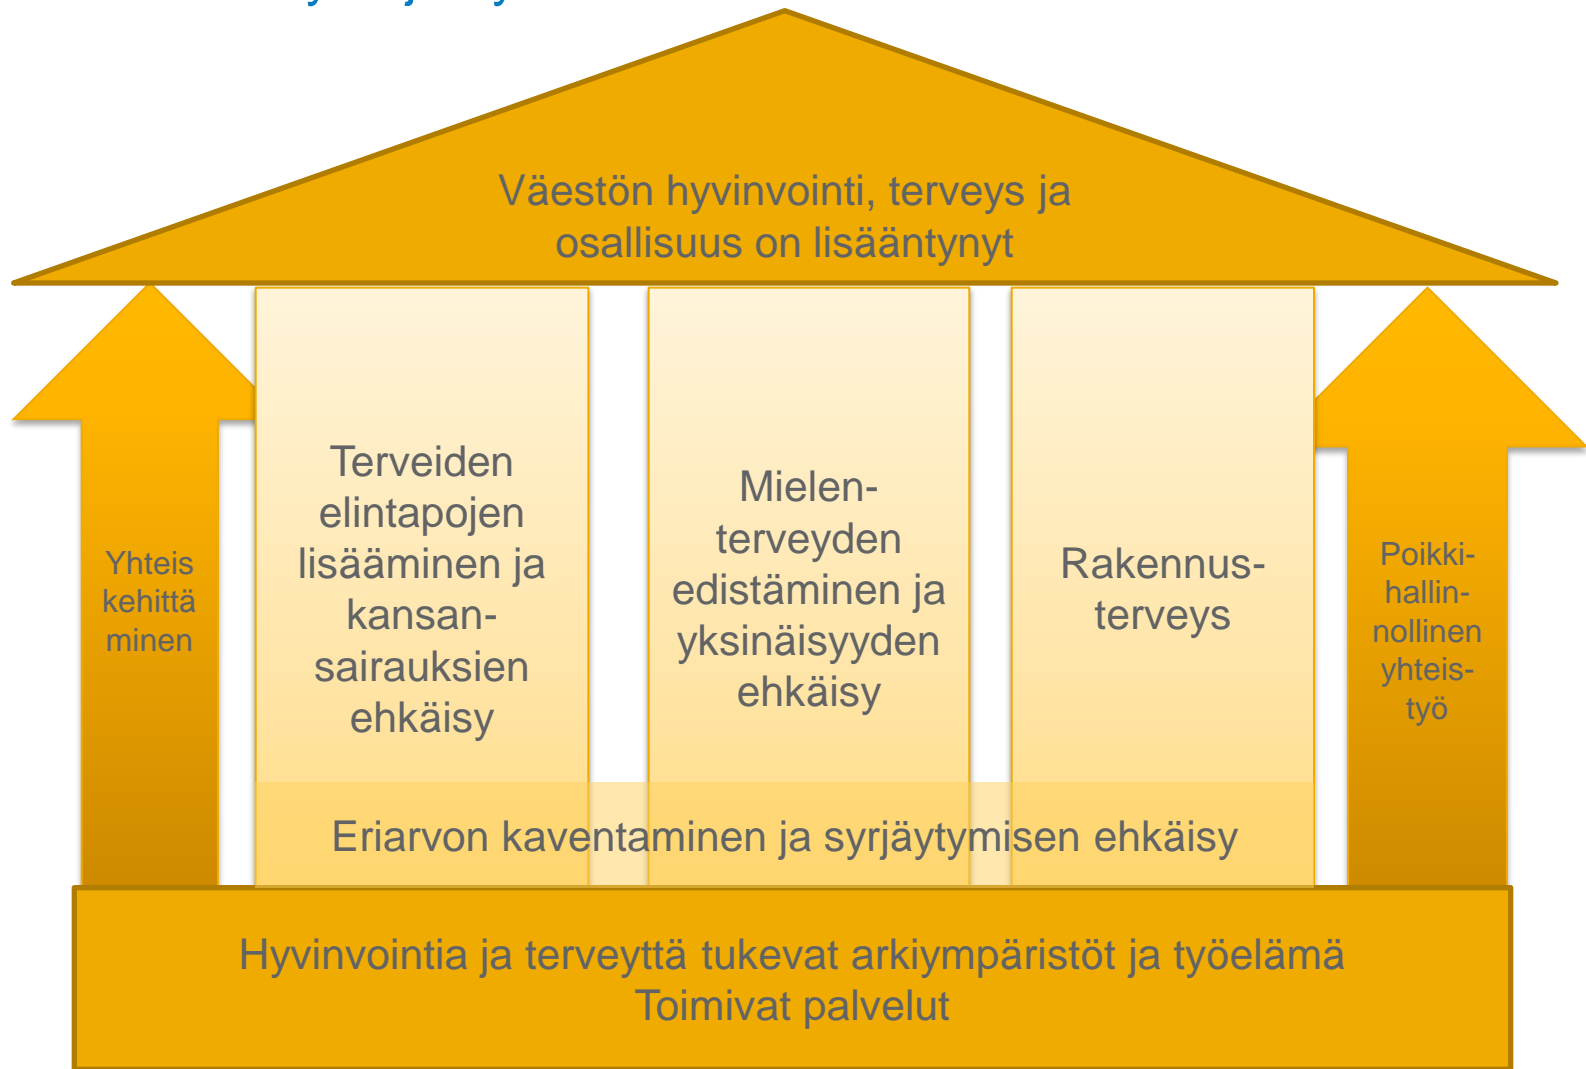 Väestön hyvinvointi, terveys ja
osallisuus on lisääntynyt
Yhteis
kehittä
minen
Terveiden
elintapojen
lisääminen ja
kansan-
sairauksien
ehkäisy
Mielen-
terveyden
edistäminen ja
yksinäisyyden
ehkäisy
Rakennus-
terveys
Poikki-
hallin-
nollinen
yhteis-
työ
Eriarvon kaventaminen ja syrjäytymisen ehkäisy
Hyvinvointia ja terveyttä tukevat arkiympäristöt ja työelämä
Toimivat palvelut